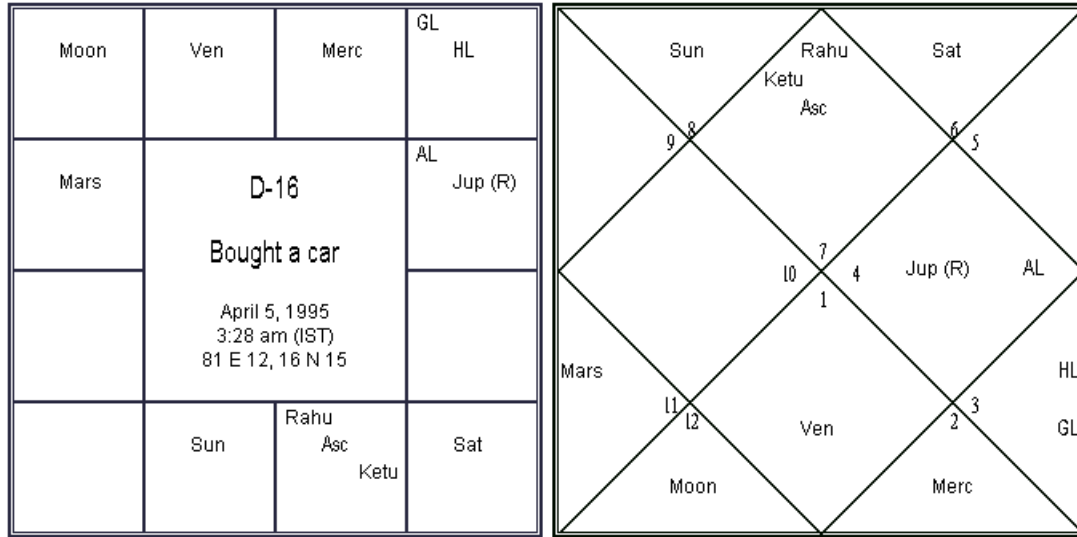 Moon
Ven
Merc
GL
HL
Mars
AL
Jup (R)
D-16
Bought a car
April 5, 1995
3:28 am (IST)
81 E 12, 16 N 15
Sun
Rahu
Asc
Ketu
Sat
Sun
Rahu
Sat
Ketu
Asc
8
6
9
5
7
10
4
Jup (R)
AL
1
Mars
HL
11
3
12
2
Ven
GL
Moon
Merc